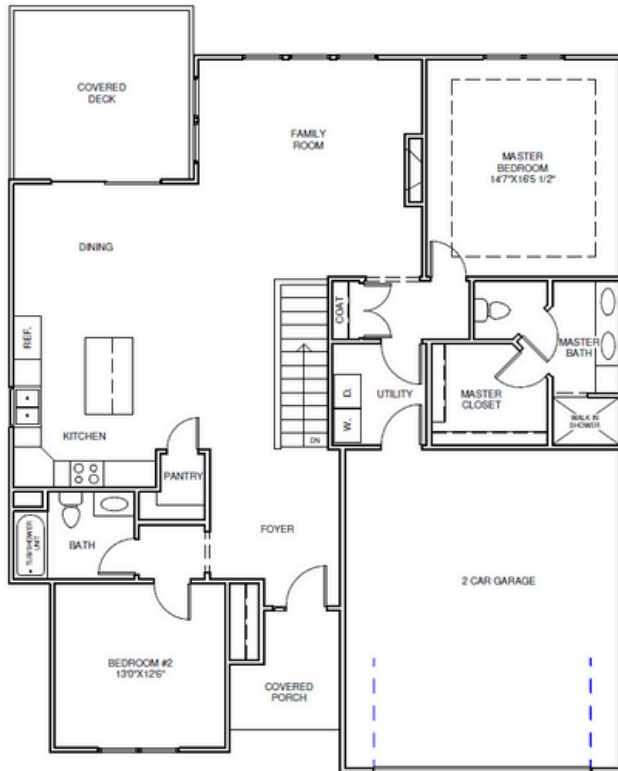 COVERED
DECK
FAMILY
ROOM
MASTER
BEDROOM
14'7"X16'5 1/2"
DINING
COAT
REF.
MASTER
BATH
D.
UTILITY
MASTER
CLOSET
W.
WALK IN
SHOWER
KITCHEN
DN
PANTRY
FOYER
TUB/SHOWER
UNIT
BATH
2 CAR GARAGE
BEDROOM #2
13'0"X12'6"
COVERED
PORCH